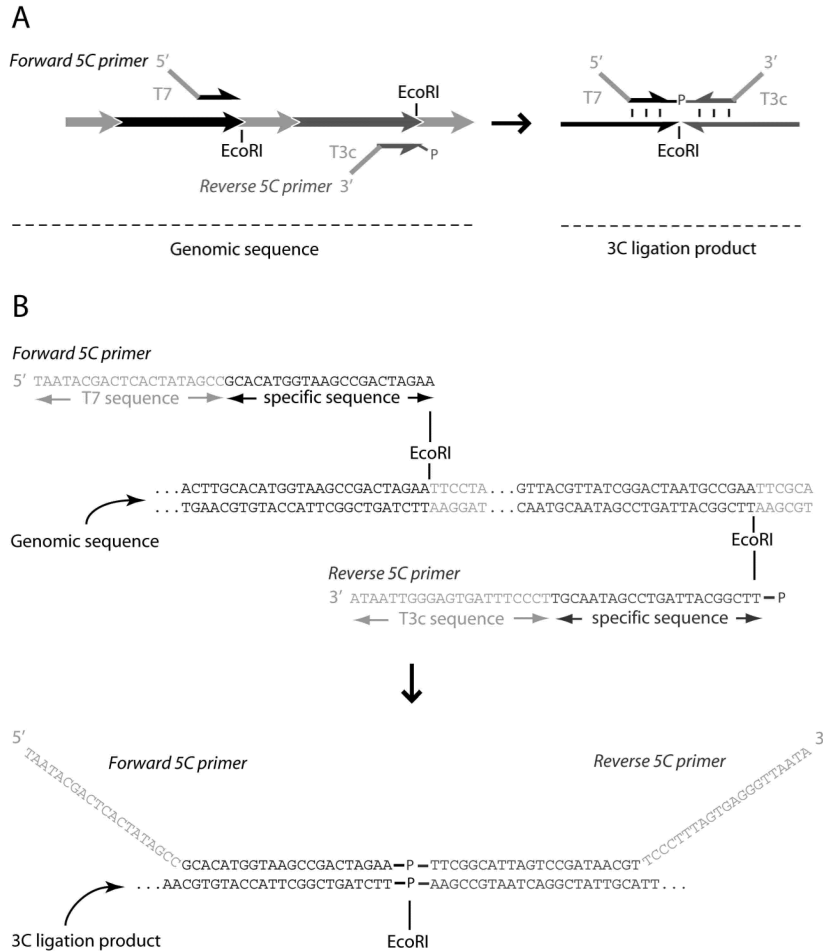 A
Forward 5C primer 5′
T7
EcoRI
EcoRI
T3c
P
Reverse 5C primer
3′
Genomic sequence
5′
3′
T7
P
T3c
EcoRI
3C ligation product
B
Forward 5C primer
5′ TAATACGACTCACTATAGCCGCACATGGTAAGCCGACTAGAA
T7 sequence
specific sequence
EcoRI
...ACTTGCACATGGTAAGCCGACTAGAATTCCTA...GTTACGTTATCGGACTAATGCCGAATTCGCA
...TGAACGTGTACCATTCGGCTGATCTTAAGGAT...CAATGCAATAGCCTGATTACGGCTTAAGCGT
Genomic sequence
EcoRI
Reverse 5C primer
3′ ATAATTGGGAGTGATTTCCCTTGCAATAGCCTGATTACGGCTT–P
T3c sequence
specific sequence
5′
3
TAATACGACTCACTATAGCC
Forward 5C primer
Reverse 5C primer
TCCCTTTAGTGAGGGTTAATA
GCACATGGTAAGCCGACTAGAA–P–TTCGGCATTAGTCCGATAACGT
...AACGTGTACCATTCGGCTGATCTT–P–AAGCCGTAATCAGGCTATTGCATT...
3C ligation product
EcoRI